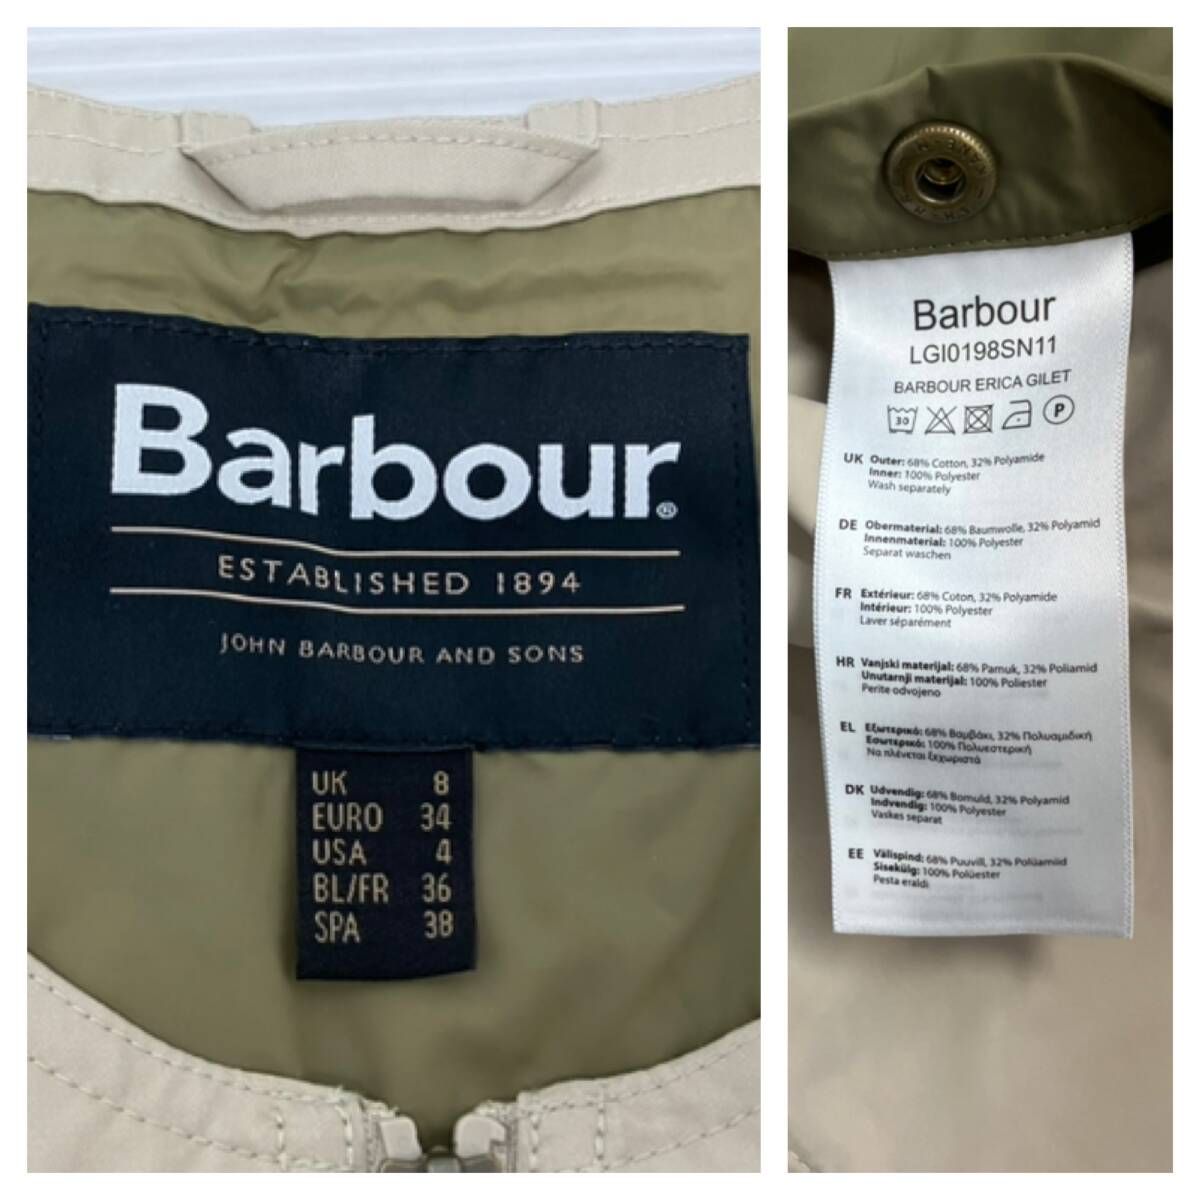 Barbour®
ESTABLISHED 1894
JOHN BARBOUR AND SONS
UK 8
EURO 34
USA 4
BL/FR 36
SPA 38
Barbour
LGI0198SN11
BARBOUR ERICA GILET
30 P
UK Outer: 68% Cotton, 32% Polyamide
Inner: 100% Polyester
Wash separately
DE Obermaterial: 68% Baumwolle, 32% Polyamid
Innenmaterial: 100% Polyester
Separat waschen
FR Extérieur: 68% Coton, 32% Polyamide
Intérieur: 100% Polyester
Laver séparément
HR Vanjski materijal: 68% Pamuk, 32% Poliamid
Unutarnji materijal: 100% Poliester
Perite odvojeno
EL Εξωτερικό: 68% Βαμβάκι, 32% Πολυαμιδική
Εσωτερικό: 100% Πολυεστερική
Να πλένεται ξεχωριστά
DK Udvendig: 68% Bomuld, 32% Polyamid
Indvendig: 100% Polyester
Vaskes separat
EE Välispind: 68% Puuvill, 32% Polüamiid
Sisekülg: 100% Polüester
Pesta eraldi